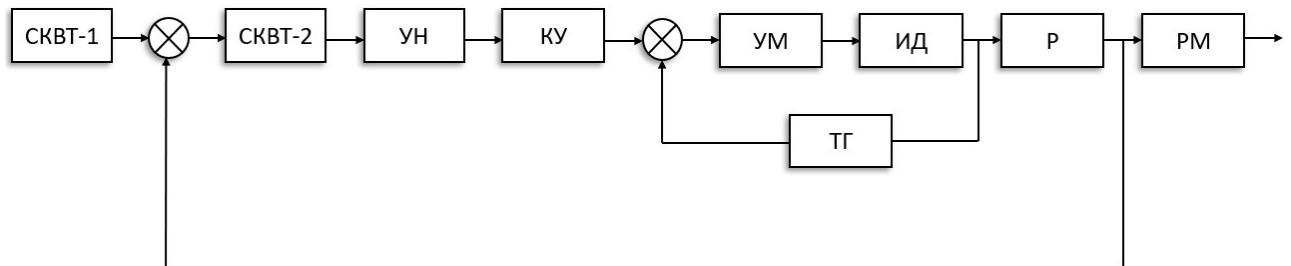 СКВТ-1
СКВТ-2
УН
КУ
УМ
ИД
Р
РМ
ТГ